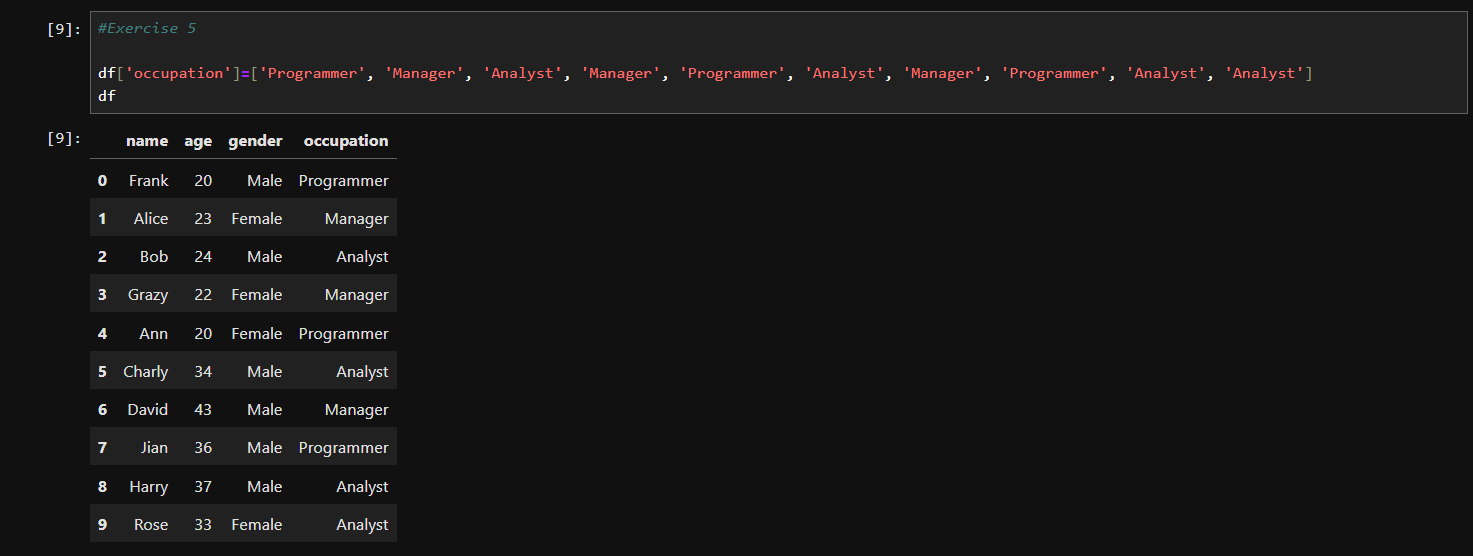 [9]: #Exercise 5
df['occupation']=['Programmer', 'Manager', 'Analyst', 'Manager', 'Programmer', 'Analyst', 'Manager', 'Programmer', 'Analyst', 'Analyst']
df
[9]: name age gender occupation
0 Frank 20 Male Programmer
1 Alice 23 Female Manager
2 Bob 24 Male Analyst
3 Grazy 22 Female Manager
4 Ann 20 Female Programmer
5 Charly 34 Male Analyst
6 David 43 Male Manager
7 Jian 36 Male Programmer
8 Harry 37 Male Analyst
9 Rose 33 Female Analyst